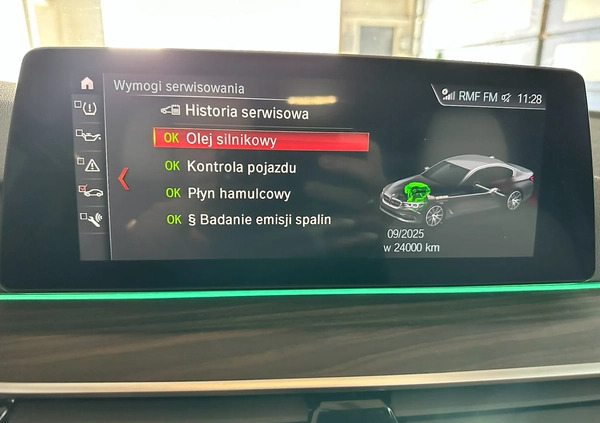 Wymogi serwisowania
RMF FM 11:28
Historia serwisowa
OK Olej silnikowy
OK Kontrola pojazdu
OK Płyn hamulcowy
OK § Badanie emisji spalin
09/2025
w 24000 km